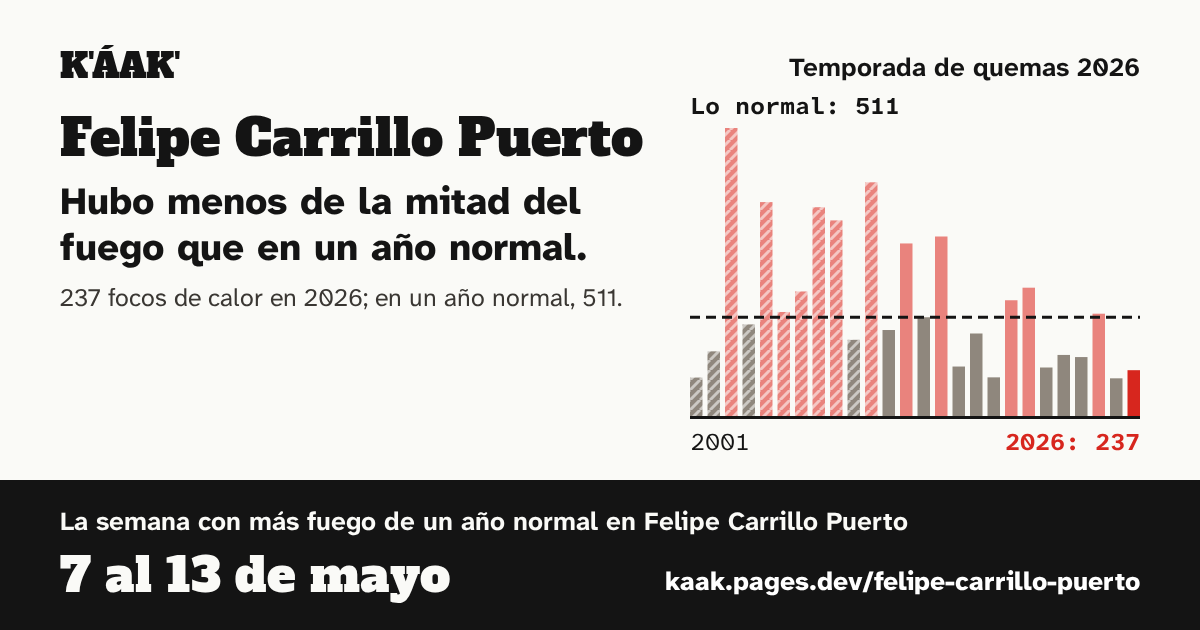 K'ÁAK'
Felipe Carrillo Puerto
Hubo menos de la mitad del
fuego que en un año normal.
237 focos de calor en 2026; en un año normal, 511.
Temporada de quemas 2026
Lo normal: 511
2001
2026: 237
La semana con más fuego de un año normal en Felipe Carrillo Puerto
7 al 13 de mayo
kaak.pages.dev/felipe-carrillo-puerto